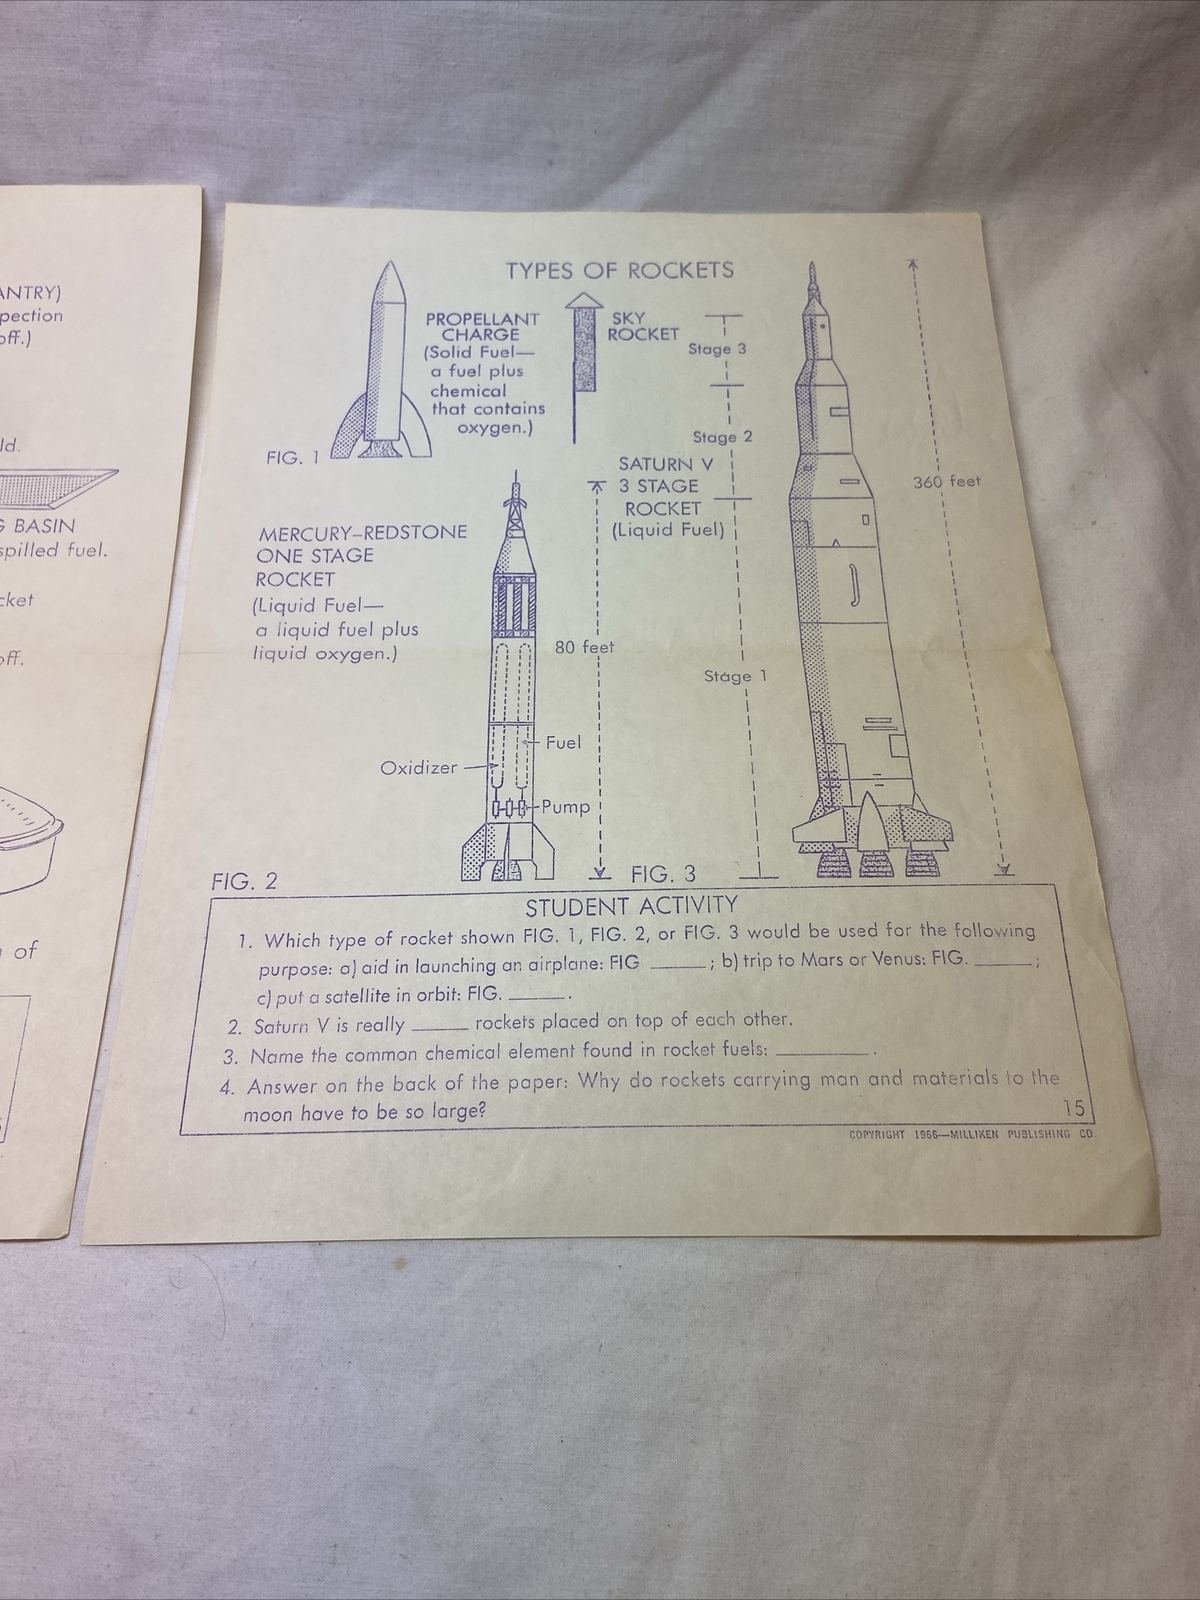 ANTRY)
pection
off.)
ld.
G BASIN
spilled fuel.
cket
off.
of
TYPES OF ROCKETS
PROPELLANT
CHARGE
(Solid Fuel—
a fuel plus
chemical
that contains
oxygen.)
FIG. 1
SKY
ROCKET
Stage 3
Stage 2
SATURN V
3 STAGE
ROCKET
(Liquid Fuel)
360 feet
MERCURY-REDSTONE
ONE STAGE
ROCKET
(Liquid Fuel—
a liquid fuel plus
liquid oxygen.)
80 feet
Stage 1
Fuel
Oxidizer
Pump
FIG. 2
FIG. 3
STUDENT ACTIVITY
1. Which type of rocket shown FIG. 1, FIG. 2, or FIG. 3 would be used for the following
purpose: a) aid in launching an airplane: FIG ______; b) trip to Mars or Venus: FIG. ______;
c) put a satellite in orbit: FIG. ______.
2. Saturn V is really ______ rockets placed on top of each other.
3. Name the common chemical element found in rocket fuels: __________.
4. Answer on the back of the paper: Why do rockets carrying man and materials to the
moon have to be so large?
15
COPYRIGHT 1966—MILLIKEN PUBLISHING CO.